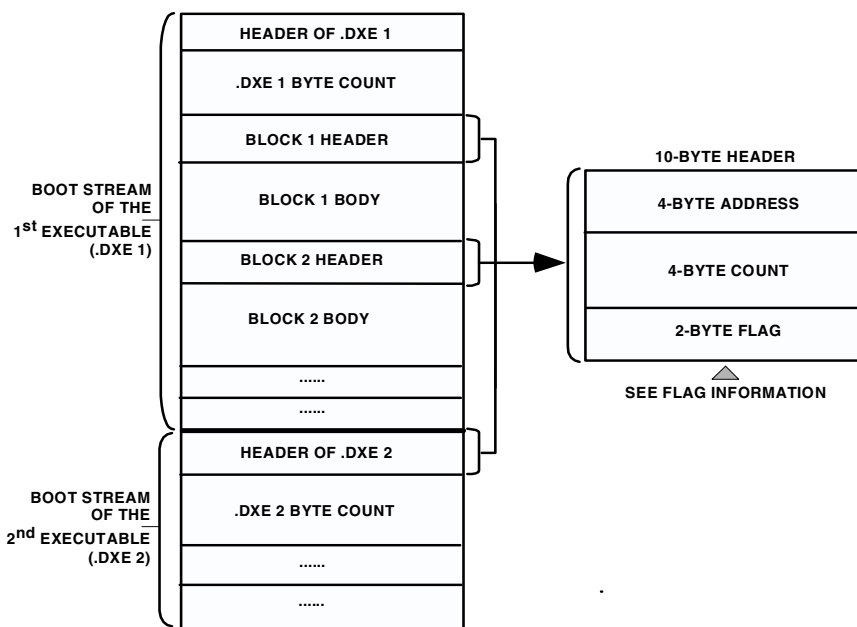 HEADER OF .DXE 1
.DXE 1 BYTE COUNT
BLOCK 1 HEADER
BLOCK 1 BODY
BLOCK 2 HEADER
BLOCK 2 BODY
......
......
HEADER OF .DXE 2
.DXE 2 BYTE COUNT
......
......
BOOT STREAM
OF THE
1st EXECUTABLE
(.DXE 1)
BOOT STREAM
OF THE
2nd EXECUTABLE
(.DXE 2)
10-BYTE HEADER
4-BYTE ADDRESS
4-BYTE COUNT
2-BYTE FLAG
SEE FLAG INFORMATION
.